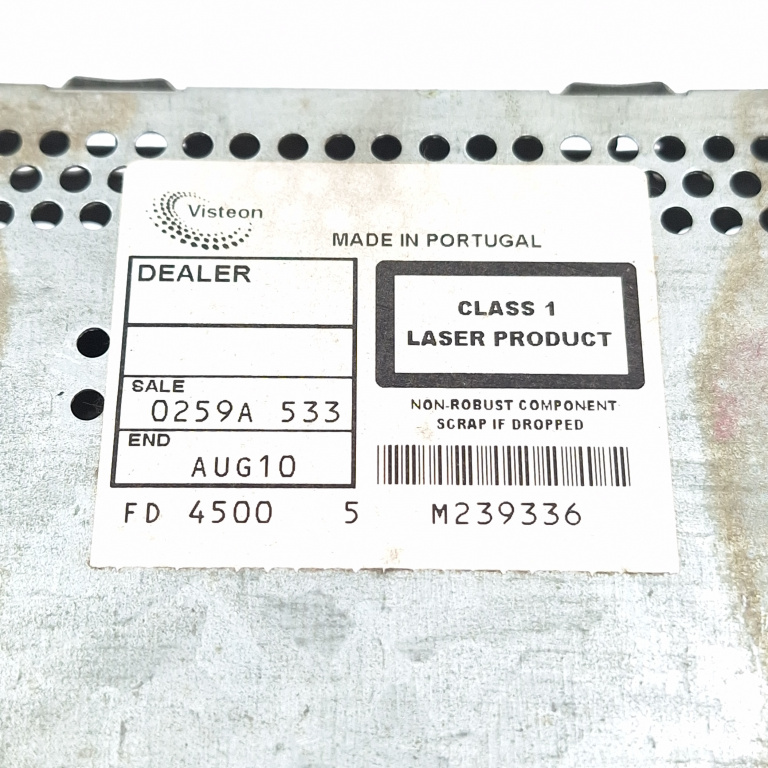 Visteon
MADE IN PORTUGAL
DEALER
CLASS 1
LASER PRODUCT
SALE
0259A 533
NON-ROBUST COMPONENT
SCRAP IF DROPPED
END
AUG10
FD 4500 5
M239336